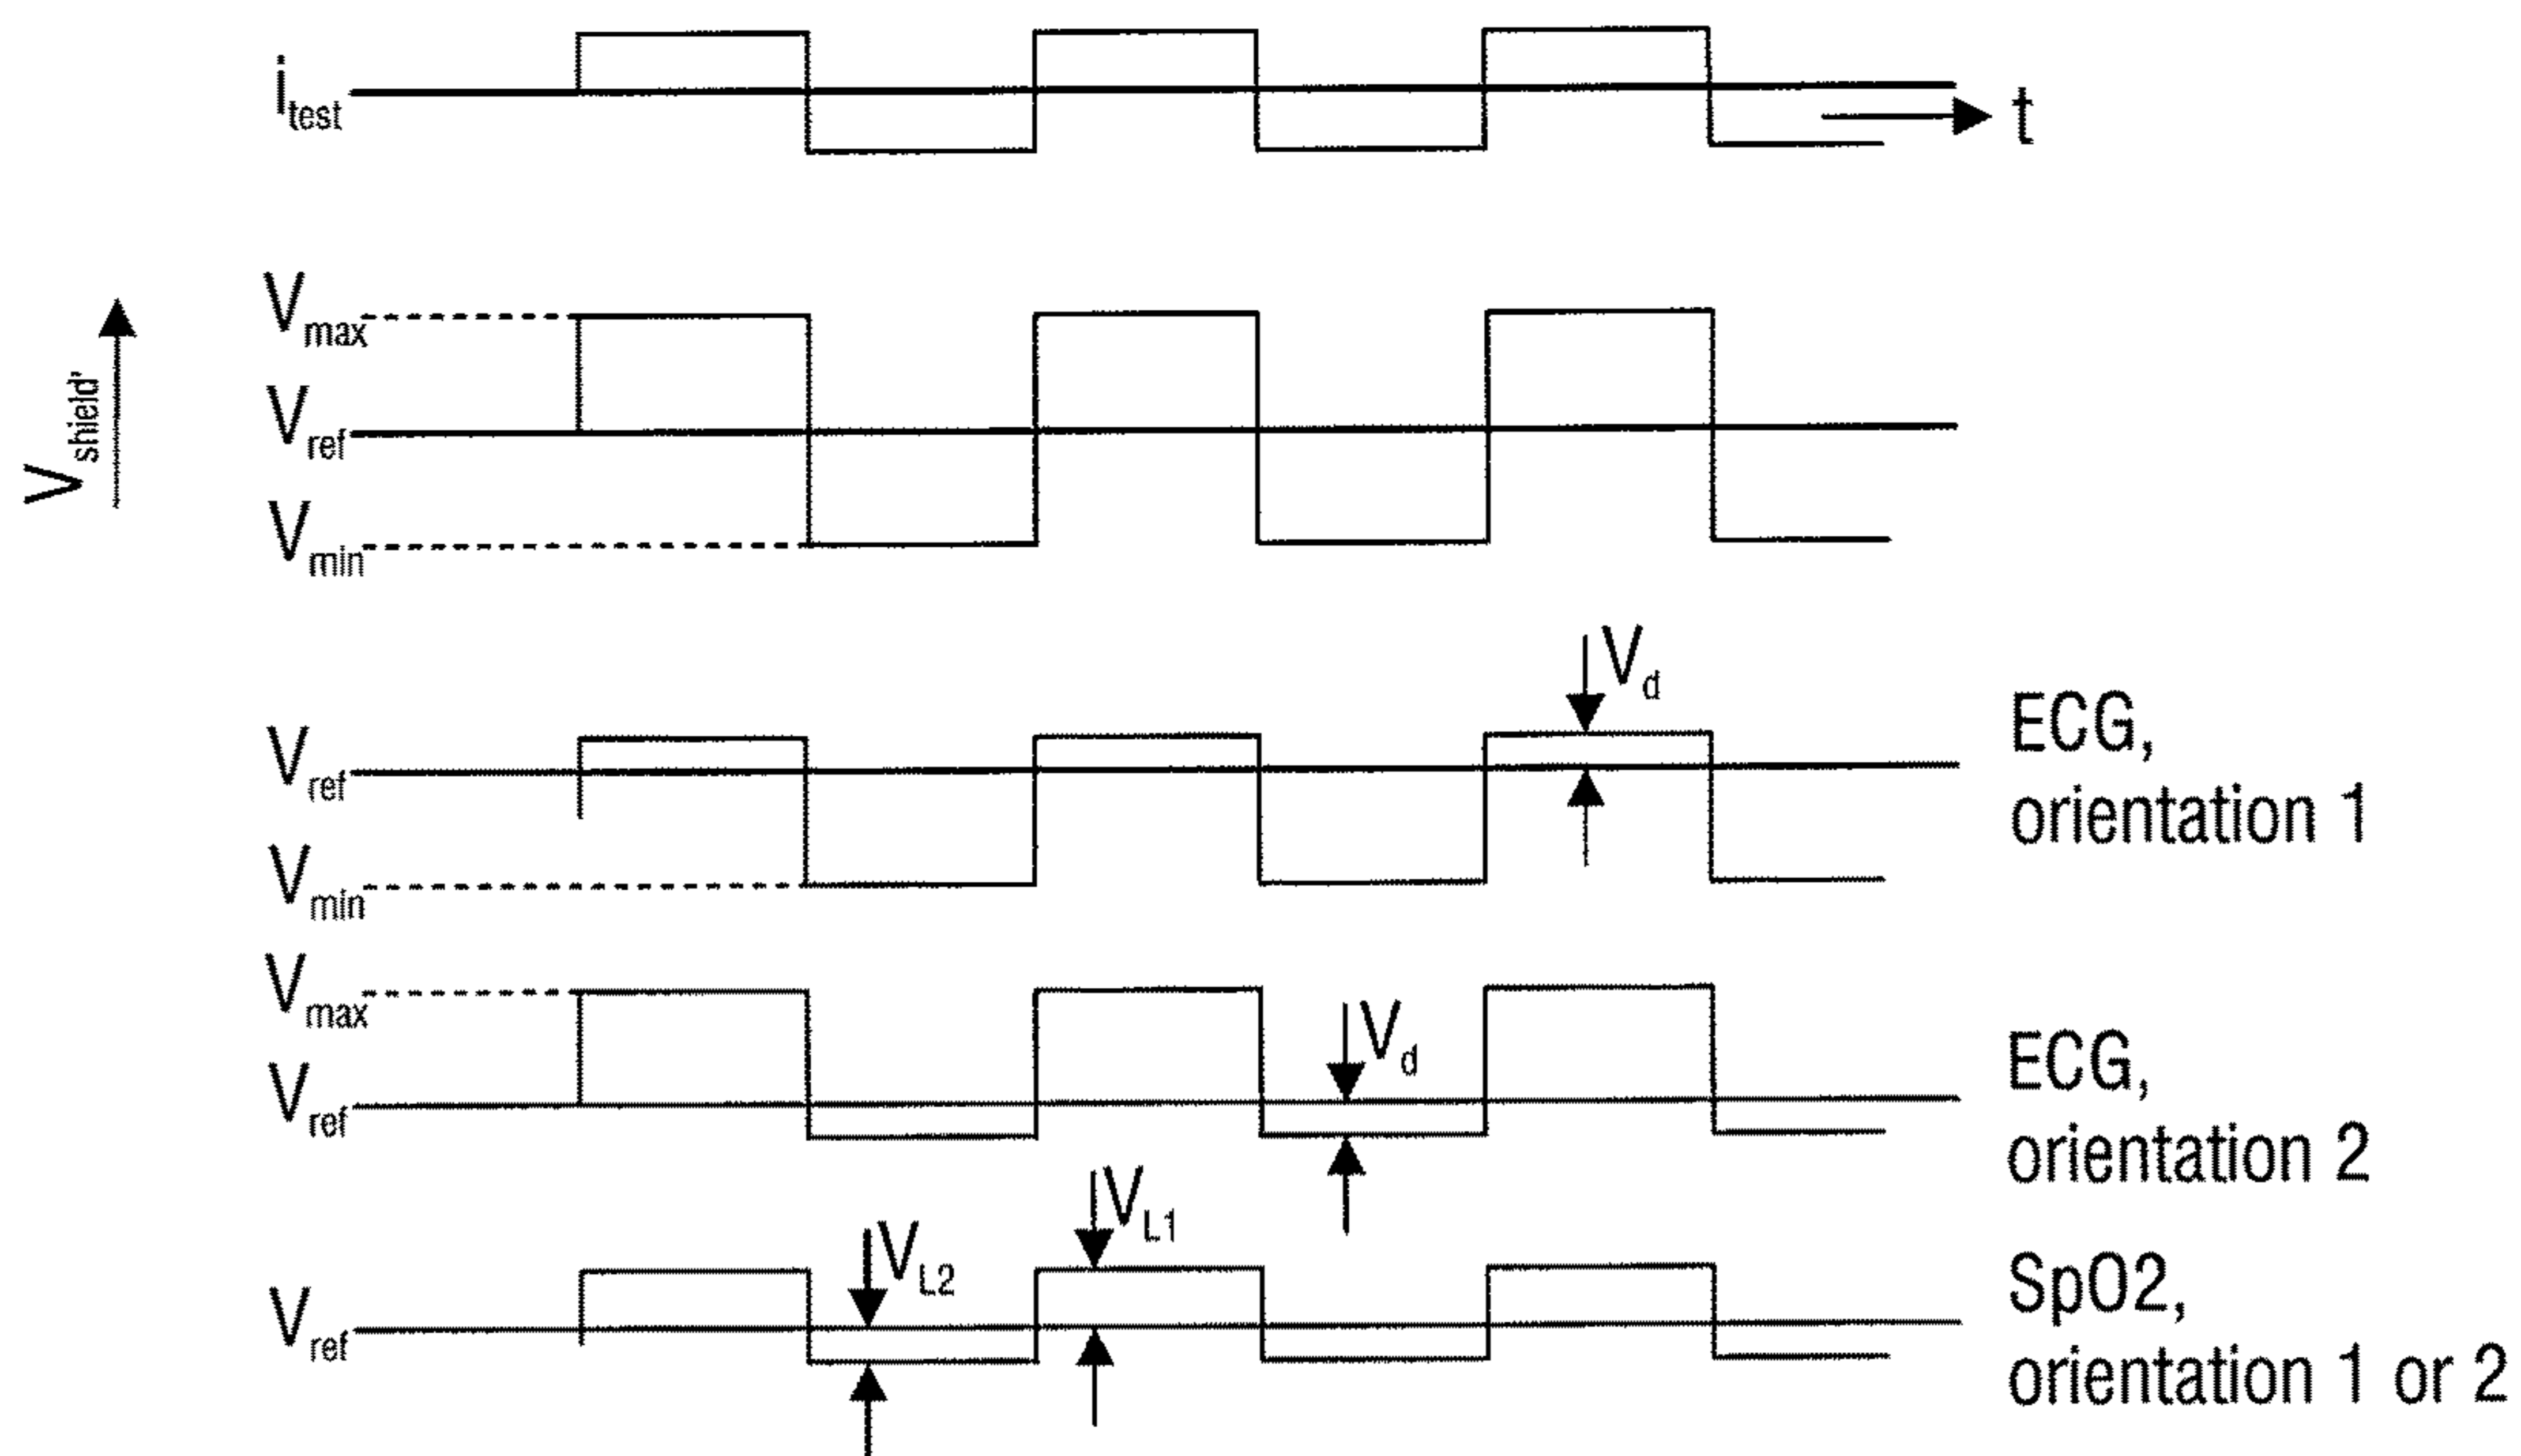 i_test
t
V_max
V_ref
V_min
V_shield'
V_d
V_ref
V_min
ECG,
orientation 1
V_max
V_ref
V_d
ECG,
orientation 2
V_L1
V_L2
V_ref
SpO2,
orientation 1 or 2